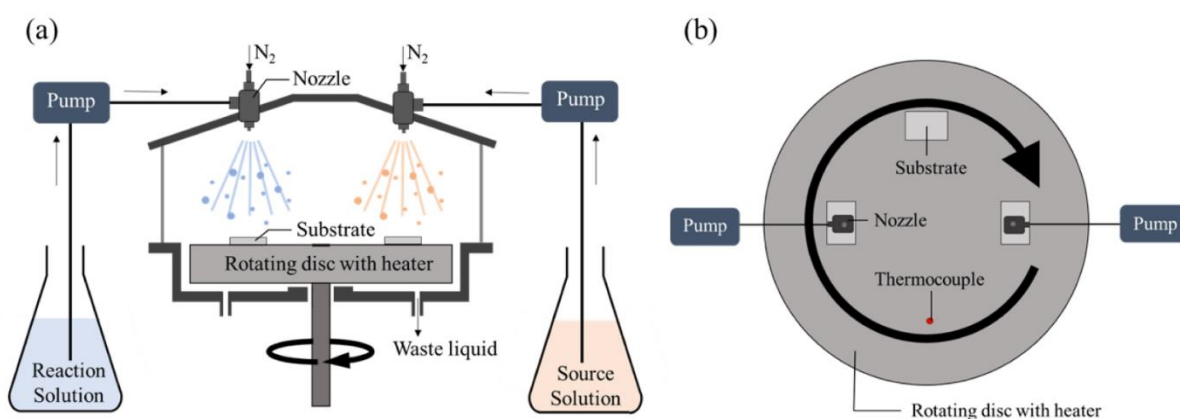 (a)
N₂
N₂
Nozzle
Pump
Pump
Substrate
Rotating disc with heater
Waste liquid
Reaction
Solution
Source
Solution
(b)
Substrate
Pump
Nozzle
Pump
Thermocouple
Rotating disc with heater